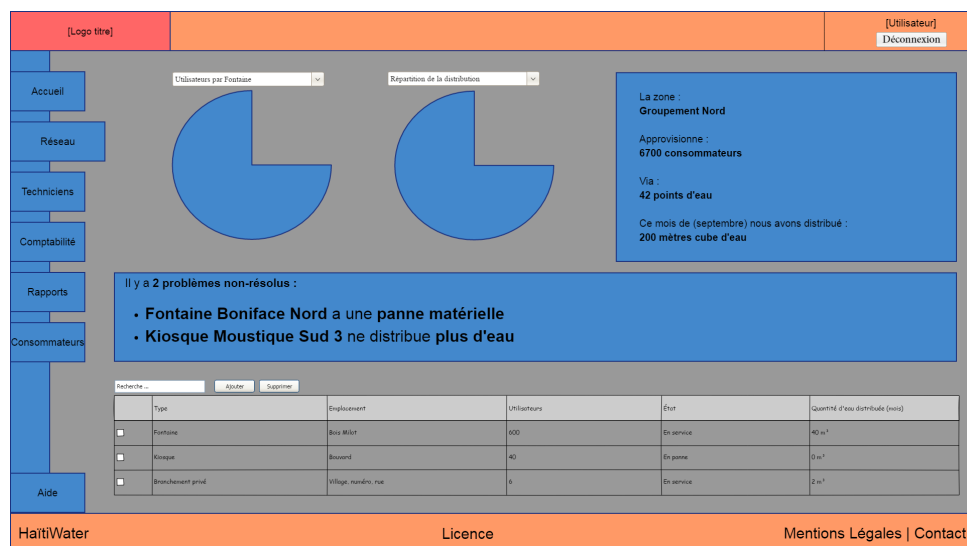 [Logo titre]
[Utilisateur]
Déconnexion
Accueil
Réseau
Techniciens
Comptabilité
Rapports
Consommateurs
Aide
Utilisateurs par Fontaine
Répartition de la distribution
La zone :
Groupement Nord
Approvisionne :
6700 consommateurs
Via :
42 points d'eau
Ce mois de (septembre) nous avons distribué :
200 mètres cube d'eau
Il y a 2 problèmes non-résolus :
• Fontaine Boniface Nord a une panne matérielle
• Kiosque Moustique Sud 3 ne distribue plus d'eau
Recherche ... Ajouter Supprimer
Type Emplacement Utilisateurs État Quantité d'eau distribuée (mois)
Fontaine Bois Milot 600 En service 40 m³
Kiosque Bouvard 40 En panne 0 m³
Branchement privé Village, numéro, rue 6 En service 2 m³
HaïtiWater Licence Mentions Légales | Contact